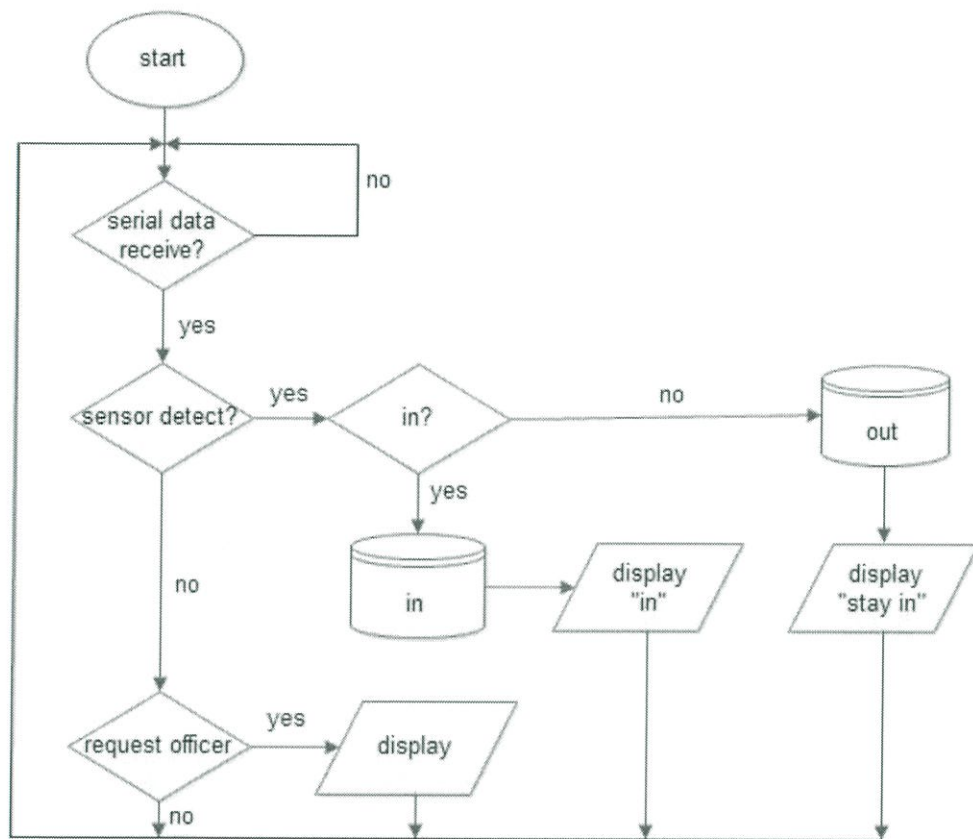 start
no
serial data
receive?
yes
sensor detect?
yes
in?
no
out
yes
no
in
display
"in"
display
"stay in"
request officer
yes
display
no